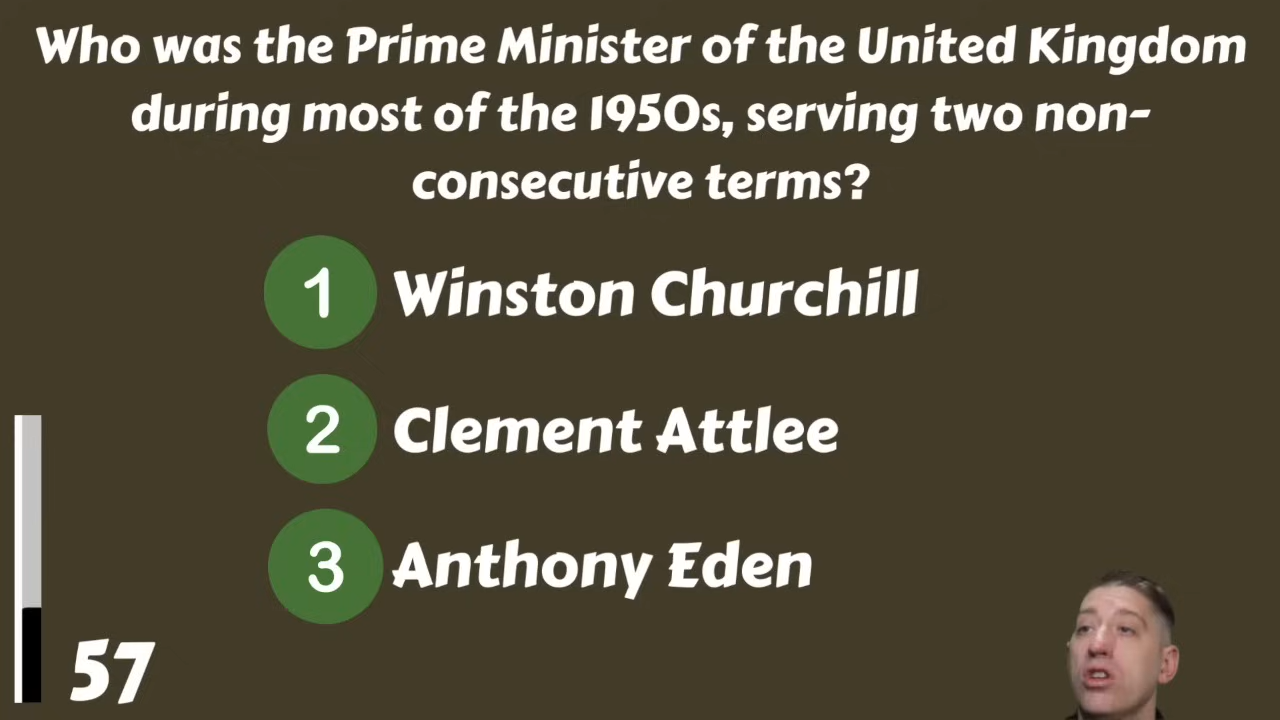 Who was the Prime Minister of the United Kingdom
during most of the 1950s, serving two non-
consecutive terms?
1 Winston Churchill
2 Clement Attlee
3 Anthony Eden
57